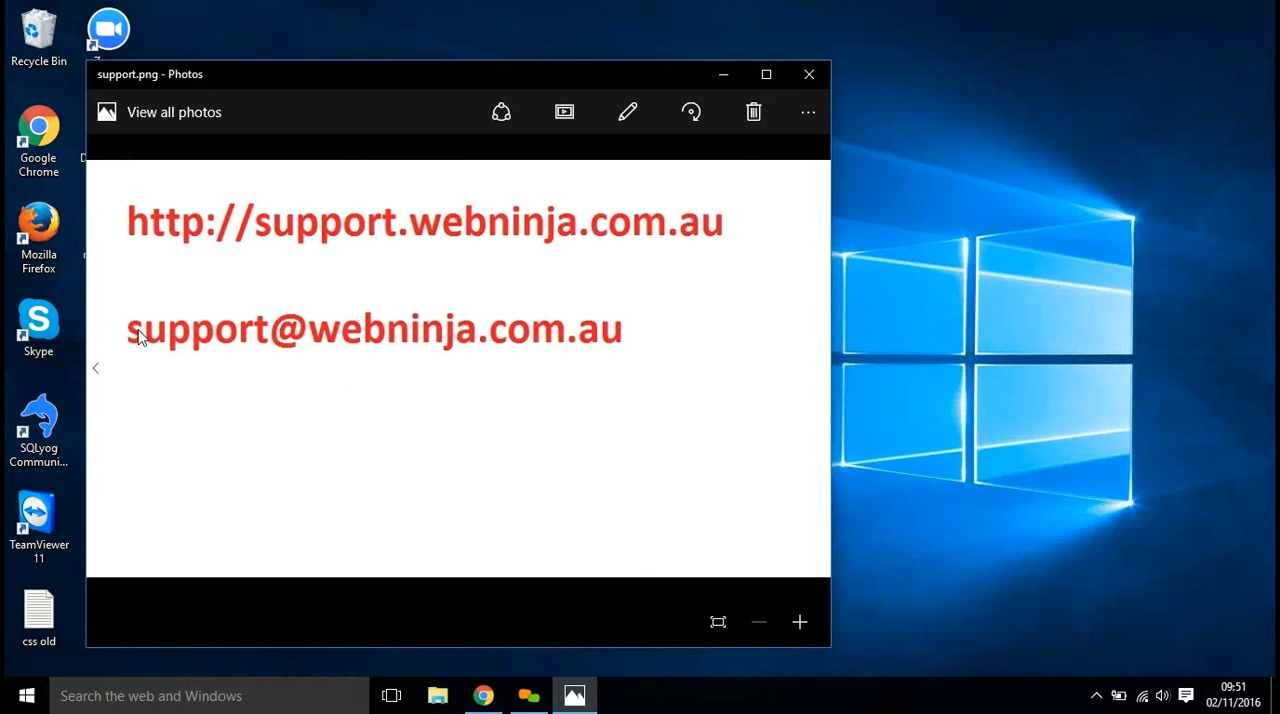 Recycle Bin
support.png - Photos
View all photos
http://support.webninja.com.au
support@webninja.com.au
Google
Chrome
Mozilla
Firefox
Skype
SQLyog
Communi...
TeamViewer
11
css old
Search the web and Windows
09:51
02/11/2016